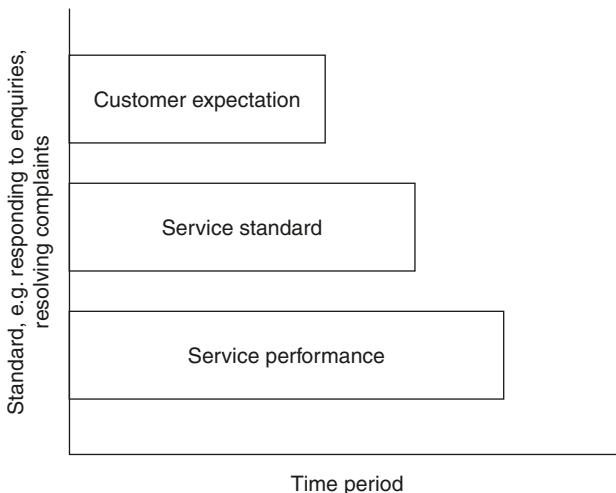 Standard, e.g. responding to enquiries,
resolving complaints
Customer expectation
Service standard
Service performance
Time period